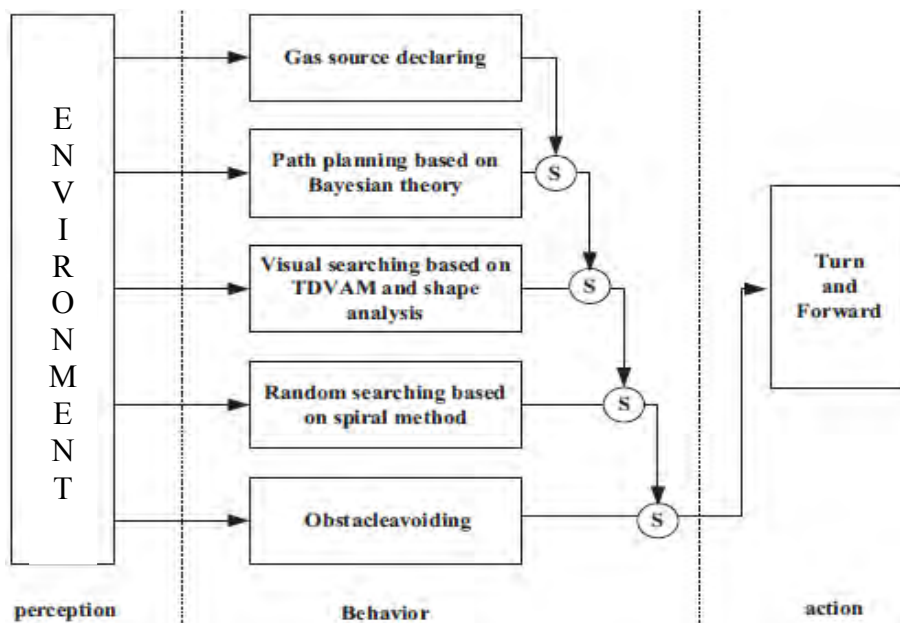 ENVIRONMENT
Gas source declaring
S
Path planning based on
Bayesian theory
S
Visual searching based on
TDVAM and shape
analysis
S
Random searching based
on spiral method
S
Obstacleavoiding
Turn
and
Forward
perception
Behavior
action